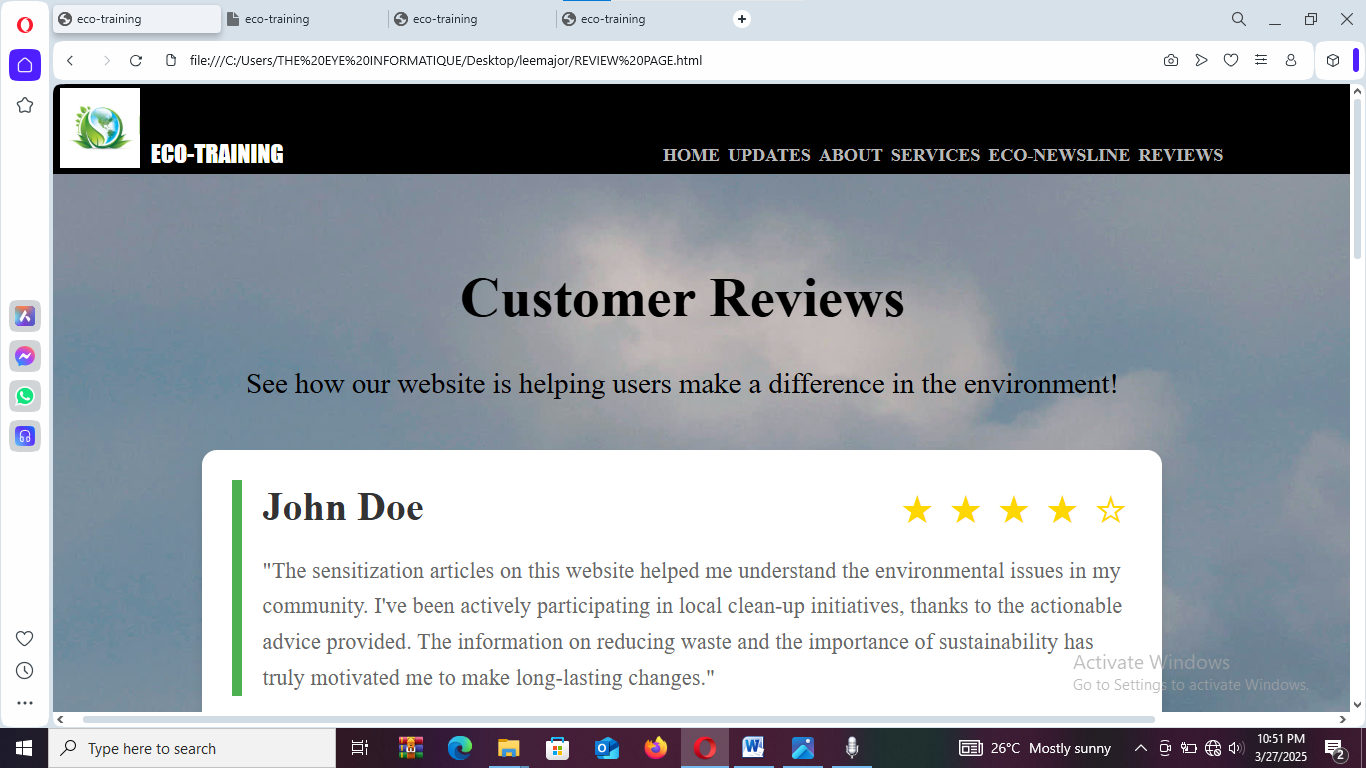 eco-training
eco-training
eco-training
eco-training
file:///C:/Users/THE%20EYE%20INFORMATIQUE/Desktop/leemajor/REVIEW%20PAGE.html
ECO-TRAINING
HOME UPDATES ABOUT SERVICES ECO-NEWSLINE REVIEWS
Customer Reviews
See how our website is helping users make a difference in the environment!
John Doe
"The sensitization articles on this website helped me understand the environmental issues in my
community. I've been actively participating in local clean-up initiatives, thanks to the actionable
advice provided. The information on reducing waste and the importance of sustainability has
truly motivated me to make long-lasting changes."
Activate Windows
Go to Settings to activate Windows.
Type here to search
26°C Mostly sunny
10:51 PM
3/27/2025
2